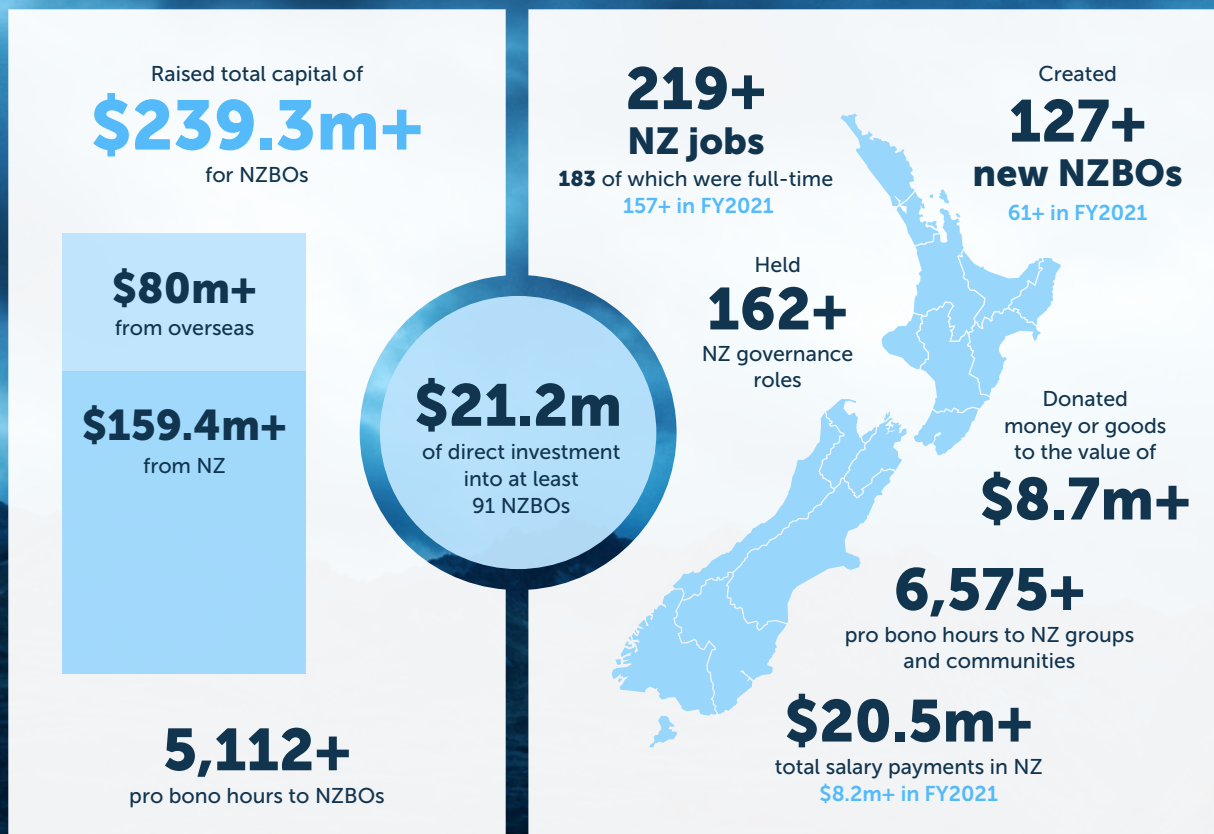 Raised total capital of
$239.3m+
for NZBOs
$80m+
from overseas
$159.4m+
from NZ
5,112+
pro bono hours to NZBOs
$21.2m
of direct investment
into at least
91 NZBOs
219+
NZ jobs
183 of which were full-time
157+ in FY2021
Created
127+
new NZBOs
61+ in FY2021
Held
162+
NZ governance
roles
Donated
money or goods
to the value of
$8.7m+
6,575+
pro bono hours to NZ groups
and communities
$20.5m+
total salary payments in NZ
$8.2m+ in FY2021